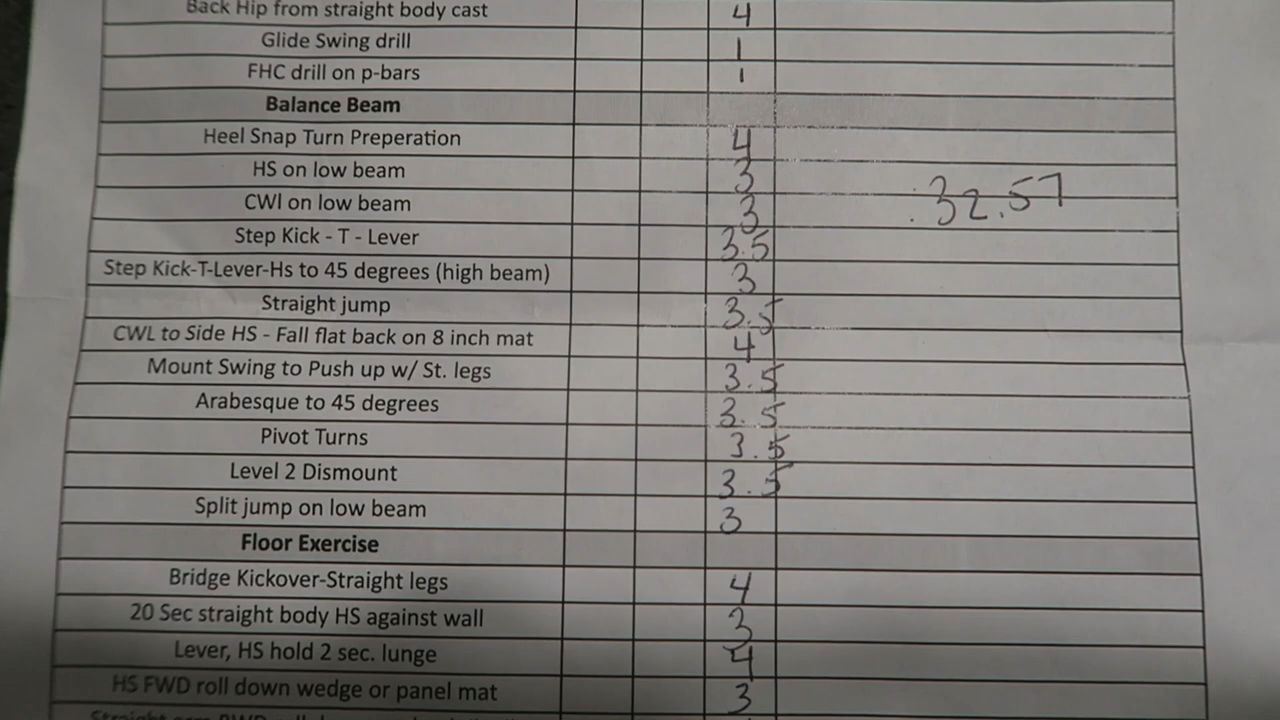 Back Hip from straight body cast 4
Glide Swing drill 1
FHC drill on p-bars 1
Balance Beam
Heel Snap Turn Preperation 4
HS on low beam 3
CWl on low beam 3
32.57
Step Kick - T - Lever 3.5
Step Kick-T-Lever-Hs to 45 degrees (high beam) 3
Straight jump 3.5
CWL to Side HS - Fall flat back on 8 inch mat 4
Mount Swing to Push up w/ St. legs 3.5
Arabesque to 45 degrees 3.5
Pivot Turns 3.5
Level 2 Dismount 3.5
Split jump on low beam 3
Floor Exercise
Bridge Kickover-Straight legs 4
20 Sec straight body HS against wall 3
Lever, HS hold 2 sec. lunge 4
HS FWD roll down wedge or panel mat 3